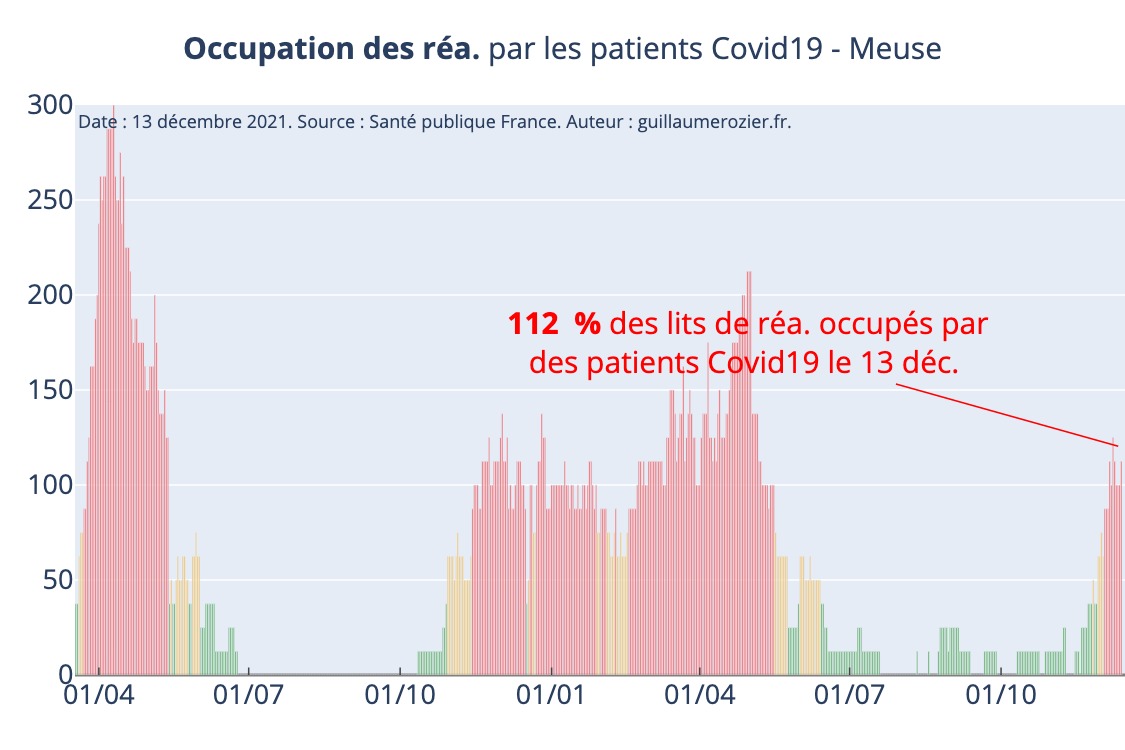 Occupation des réa. par les patients Covid19 - Meuse
300
Date : 13 décembre 2021. Source : Santé publique France. Auteur : guillaumerozier.fr.
250
200
112  % des lits de réa. occupés par
des patients Covid19 le 13 déc.
150
100
50
0
01/04 01/07 01/10 01/01 01/04 01/07 01/10